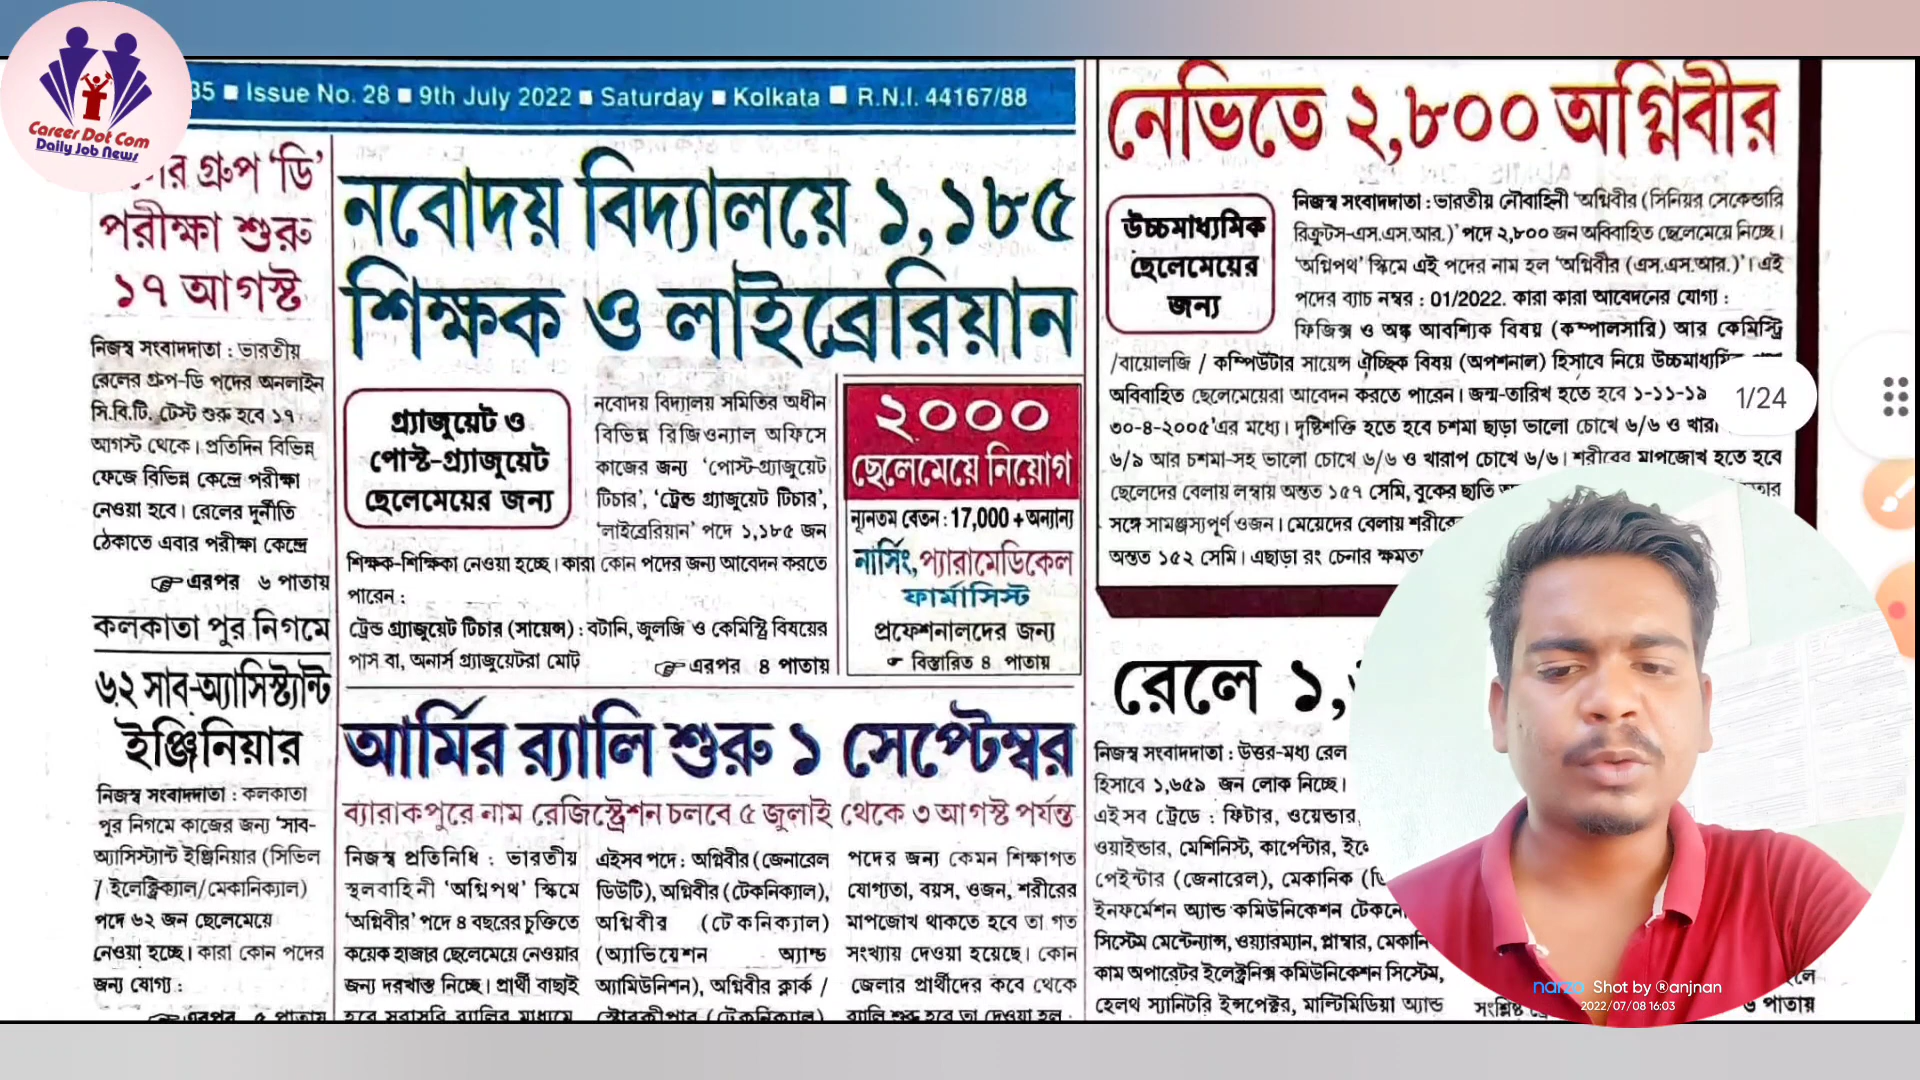 Career Dot Com
Daily Job News
35 ■ Issue No. 28 ■ 9th July 2022 ■ Saturday ■ Kolkata ■ R.N.I. 44167/88
গ্রুপ ‘ডি’
পরীক্ষা শুরু
১৭ আগস্ট
নিজস্ব সংবাদদাতা : ভারতীয়
রেলের গ্রুপ-ডি পদের অনলাইন
সি.বি.টি. টেস্ট শুরু হবে ১৭
আগস্ট থেকে। প্রতিদিন বিভিন্ন
ফেজে বিভিন্ন কেন্দ্রে পরীক্ষা
নেওয়া হবে। রেলের দুর্নীতি
ঠেকাতে এবার পরীক্ষা কেন্দ্রে
☞ এরপর ৬ পাতায়
কলকাতা পুর নিগমে
৬২ সাব-অ্যাসিস্ট্যান্ট
ইঞ্জিনিয়ার
নিজস্ব সংবাদদাতা : কলকাতা
পুর নিগমে কাজের জন্য ‘সাব-
অ্যাসিস্ট্যান্ট ইঞ্জিনিয়ার (সিভিল
/ ইলেক্ট্রিক্যাল/মেকানিক্যাল)
পদে ৬২ জন ছেলেমেয়ে
নেওয়া হচ্ছে। কারা কোন পদের
জন্য যোগ্য :
☞ এরপর ৫ পাতায়
নবোদয় বিদ্যালয়ে ১,১৮৫
শিক্ষক ও লাইব্রেরিয়ান
গ্র্যাজুয়েট ও
পোস্ট-গ্র্যাজুয়েট
ছেলেমেয়ের জন্য
নবোদয় বিদ্যালয় সমিতির অধীন
বিভিন্ন রিজিওন্যাল অফিসে
কাজের জন্য ‘পোস্ট-গ্র্যাজুয়েট
টিচার’, ‘ট্রেন্ড গ্র্যাজুয়েট টিচার’,
‘লাইব্রেরিয়ান’ পদে ১,১৮৫ জন
শিক্ষক-শিক্ষিকা নেওয়া হচ্ছে। কারা কোন পদের জন্য আবেদন করতে
পারেন :
ট্রেন্ড গ্র্যাজুয়েট টিচার (সায়েন্স) : বটানি, জুলজি ও কেমিস্ট্রি বিষয়ের
পাস বা, অনার্স গ্র্যাজুয়েটরা মোট
☞ এরপর ৪ পাতায়
২০০০
ছেলেমেয়ে নিয়োগ
ন্যূনতম বেতন : 17,000 + অন্যান্য
নার্সিং, প্যারামেডিকেল
ফার্মাসিস্ট
প্রফেশনালদের জন্য
☞ বিস্তারিত ৪ পাতায়
আর্মির র‍্যালি শুরু ১ সেপ্টেম্বর
ব্যারাকপুরে নাম রেজিস্ট্রেশন চলবে ৫ জুলাই থেকে ৩ আগস্ট পর্যন্ত
নিজস্ব প্রতিনিধি : ভারতীয়
স্থলবাহিনী ‘অগ্নিপথ’ স্কিমে
‘অগ্নিবীর’ পদে ৪ বছরের চুক্তিতে
কয়েক হাজার ছেলেমেয়ে নেওয়ার
জন্য দরখাস্ত নিচ্ছে। প্রার্থী বাছাই
হবে সরাসরি র‍্যালির মাধ্যমে
এইসব পদে : অগ্নিবীর (জেনারেল
ডিউটি), অগ্নিবীর (টেকনিক্যাল),
অগ্নিবীর (টেকনিক্যাল)
(অ্যাভিয়েশন অ্যান্ড
অ্যামিউনিশন), অগ্নিবীর ক্লার্ক /
স্টোরকীপার (টেকনিক্যাল)
পদের জন্য কেমন শিক্ষাগত
যোগ্যতা, বয়স, ওজন, শরীরের
মাপজোখ থাকতে হবে তা গত
সংখ্যায় দেওয়া হয়েছে। কোন
জেলার প্রার্থীদের কবে থেকে
র‍্যালি শুরু হবে তা দেওয়া হল :
নেভিতে ২,৮০০ অগ্নিবীর
উচ্চমাধ্যমিক
ছেলেমেয়ের
জন্য
নিজস্ব সংবাদদাতা : ভারতীয় নৌবাহিনী ‘অগ্নিবীর (সিনিয়র সেকেন্ডারি
রিক্রুটস-এস.এস.আর.)’ পদে ২,৮০০ জন অবিবাহিত ছেলেমেয়ে নিচ্ছে।
‘অগ্নিপথ’ স্কিমে এই পদের নাম হল ‘অগ্নিবীর (এস.এস.আর.)’। এই
পদের ব্যাচ নম্বর : 01/2022. কারা কারা আবেদনের যোগ্য :
ফিজিক্স ও অঙ্ক আবশ্যিক বিষয় (কম্পালসারি) আর কেমিস্ট্রি
/বায়োলজি / কম্পিউটার সায়েন্স ঐচ্ছিক বিষয় (অপশনাল) হিসাবে নিয়ে
অবিবাহিত ছেলেমেয়েরা আবেদন করতে পারেন। জন্ম-তারিখ হতে হবে ১-১১-১৯
৩০-৪-২০০৫’এর মধ্যে। দৃষ্টিশক্তি হতে হবে চশমা ছাড়া ভালো চোখে ৬/৬ ও
৬/৯ আর চশমা-সহ ভালো চোখে ৬/৬ ও খারাপ চোখে ৬/৬। শরীরের মাপজোখ হতে হবে
ছেলেদের বেলায় লম্বায় অন্তত ১৫৭ সেমি, বুকের ছাতি
সঙ্গে সামঞ্জস্যপূর্ণ ওজন। মেয়েদের বেলায়
অন্তত ১৫২ সেমি। এছাড়া রং চেনার ক্ষমতা
1/24
রেলে ১,
নিজস্ব সংবাদদাতা : উত্তর-মধ্য রেল
হিসাবে ১,৬৫৯ জন লোক নিচ্ছে।
এইসব ট্রেডে : ফিটার, ওয়েল্ডার,
ওয়াইন্ডার, মেশিনিস্ট, কার্পেন্টার,
পেইন্টার (জেনারেল), মেকানিক
ইনফর্মেশন অ্যান্ড কমিউনিকেশন
সিস্টেম মেন্টেন্যান্স, ওয়্যারম্যান, প্লাম্বার,
কাম অপারেটর ইলেক্ট্রনিক্স কমিউনিকেশন সিস্টেম,
হেলথ স্যানিটারি ইন্সপেক্টর, মাল্টিমিডিয়া অ্যান্ড
৬ পাতায়
narzo Shot by ®anjnan
2022/07/08 16:03